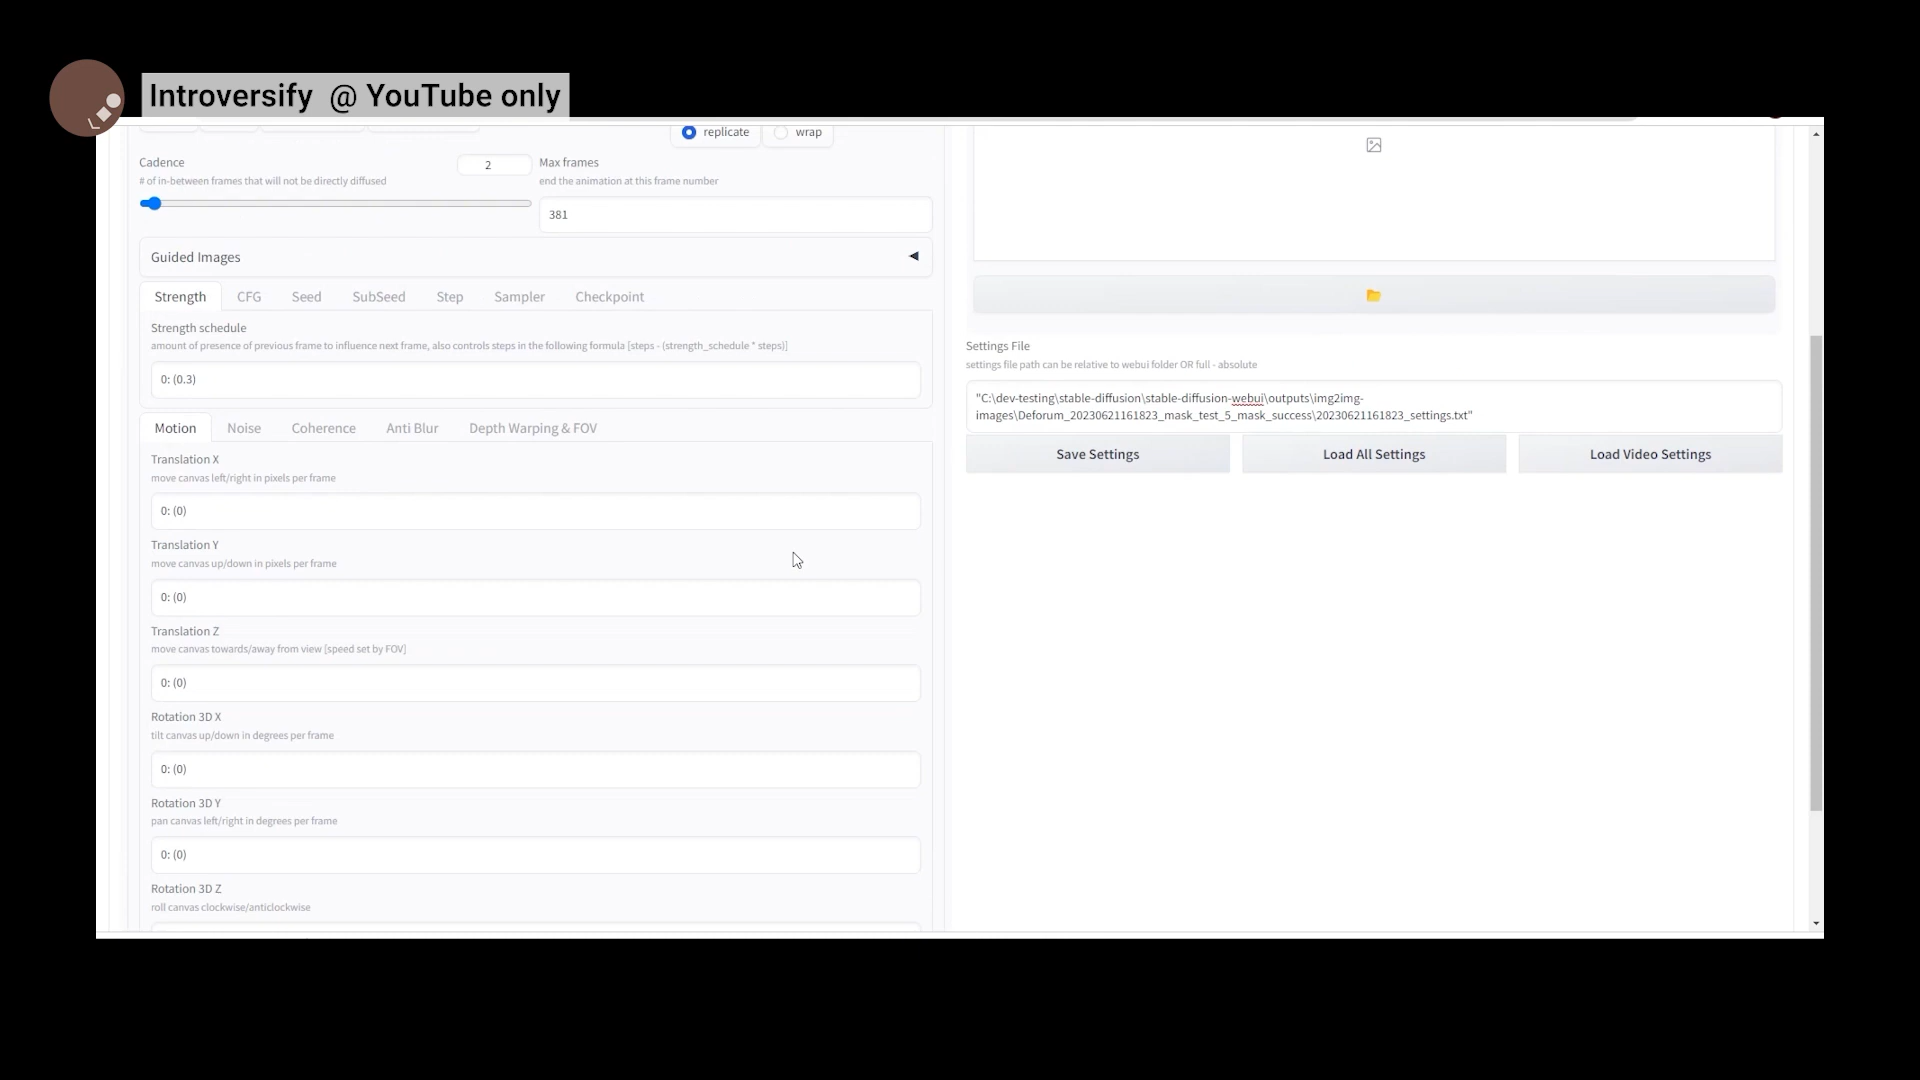 Introversify @ YouTube only
replicate
wrap
Cadence
# of in-between frames that will not be directly diffused
2
Max frames
end the animation at this frame number
381
Guided Images
Strength
CFG
Seed
SubSeed
Step
Sampler
Checkpoint
Strength schedule
amount of presence of previous frame to influence next frame, also controls steps in the following formula [steps - (strength_schedule * steps)]
0: (0.3)
Motion
Noise
Coherence
Anti Blur
Depth Warping & FOV
Translation X
move canvas left/right in pixels per frame
0: (0)
Translation Y
move canvas up/down in pixels per frame
0: (0)
Translation Z
move canvas towards/away from view [speed set by FOV]
0: (0)
Rotation 3D X
tilt canvas up/down in degrees per frame
0: (0)
Rotation 3D Y
pan canvas left/right in degrees per frame
0: (0)
Rotation 3D Z
roll canvas clockwise/anticlockwise
Settings File
settings file path can be relative to webui folder OR full - absolute
"C:\dev-testing\stable-diffusion\stable-diffusion-webui\outputs\img2img-
images\Deforum_20230621161823_mask_test_5_mask_success\20230621161823_settings.txt"
Save Settings
Load All Settings
Load Video Settings